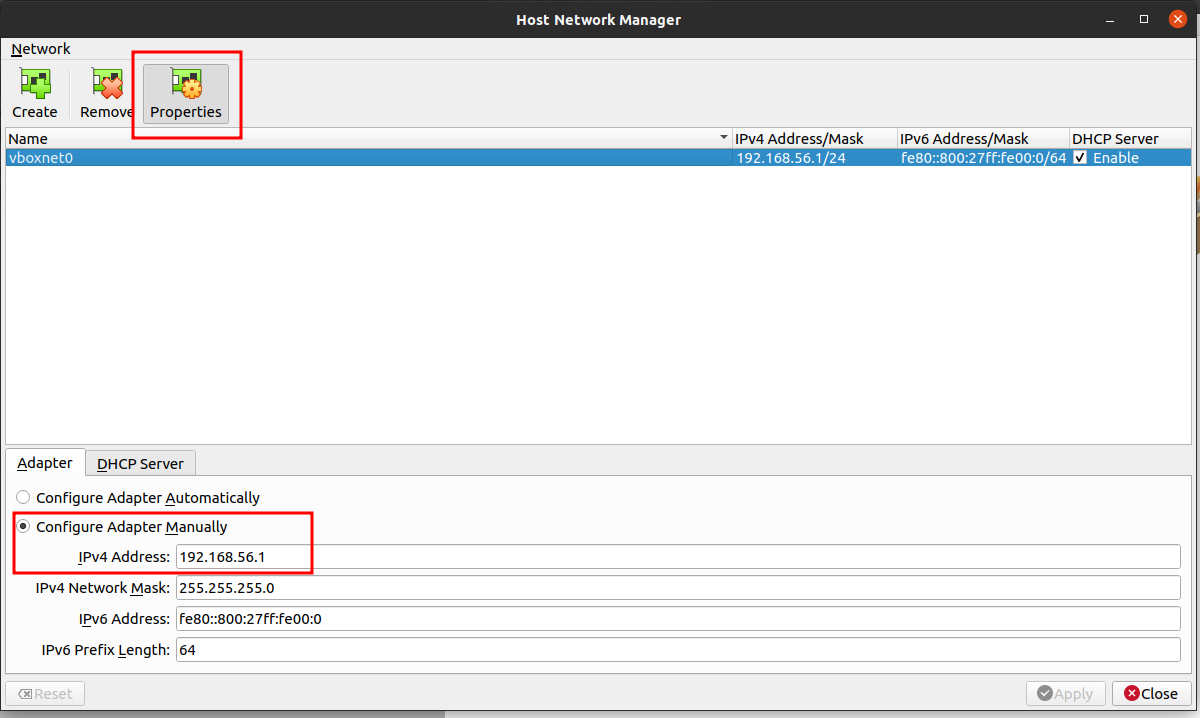 Host Network Manager
Network
Create Remove Properties
Name IPv4 Address/Mask IPv6 Address/Mask DHCP Server
vboxnet0 192.168.56.1/24 fe80::800:27ff:fe00:0/64 Enable
Adapter DHCP Server
Configure Adapter Automatically
Configure Adapter Manually
IPv4 Address: 192.168.56.1
IPv4 Network Mask: 255.255.255.0
IPv6 Address: fe80::800:27ff:fe00:0
IPv6 Prefix Length: 64
Reset Apply Close